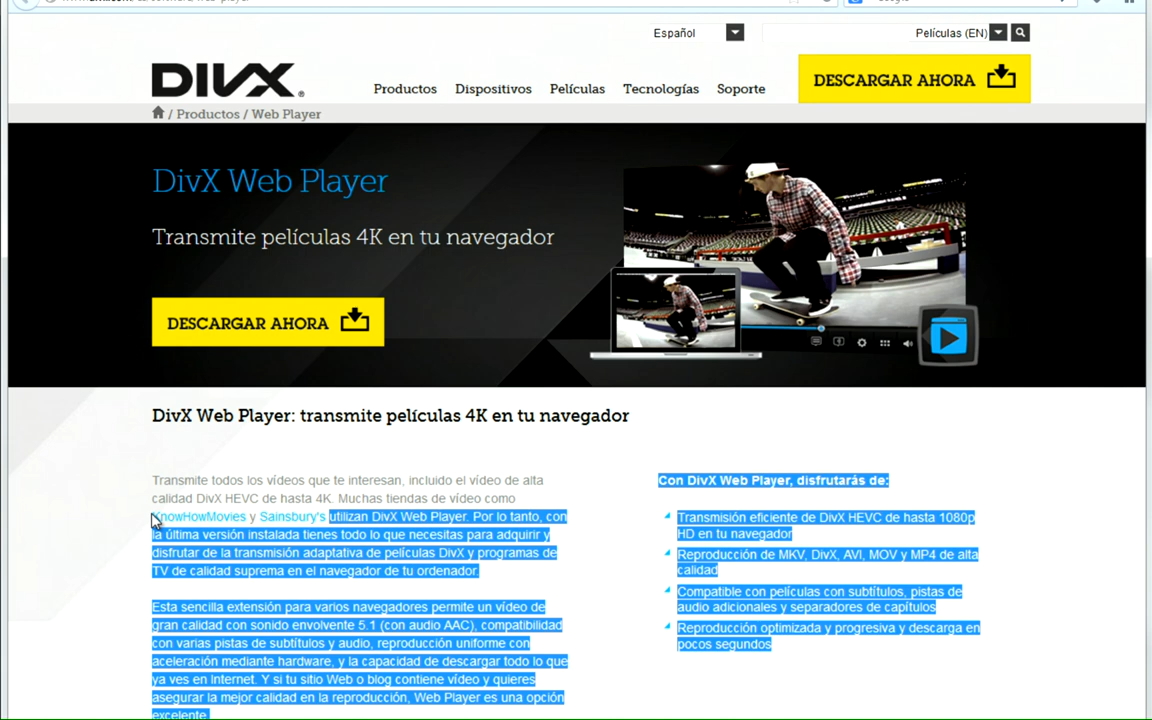 Español
Películas (EN)
DIVX®
Productos
Dispositivos
Películas
Tecnologías
Soporte
DESCARGAR AHORA
/ Productos / Web Player
DivX Web Player
Transmite películas 4K en tu navegador
DESCARGAR AHORA
DivX Web Player: transmite películas 4K en tu navegador
Transmite todos los vídeos que te interesan, incluido el vídeo de alta
calidad DivX HEVC de hasta 4K. Muchas tiendas de vídeo como
KnowHowMovies y Sainsbury's utilizan DivX Web Player. Por lo tanto, con
la última versión instalada tienes todo lo que necesitas para adquirir y
disfrutar de la transmisión adaptativa de películas DivX y programas de
TV de calidad suprema en el navegador de tu ordenador.
Esta sencilla extensión para varios navegadores permite un vídeo de
gran calidad con sonido envolvente 5.1 (con audio AAC), compatibilidad
con varias pistas de subtítulos y audio, reproducción uniforme con
aceleración mediante hardware, y la capacidad de descargar todo lo que
ya ves en Internet. Y si tu sitio Web o blog contiene vídeo y quieres
asegurar la mejor calidad en la reproducción, Web Player es una opción
excelente.
Con DivX Web Player, disfrutarás de:
Transmisión eficiente de DivX HEVC de hasta 1080p
HD en tu navegador
Reproducción de MKV, DivX, AVI, MOV y MP4 de alta
calidad
Compatible con películas con subtítulos, pistas de
audio adicionales y separadores de capítulos
Reproducción optimizada y progresiva y descarga en
pocos segundos